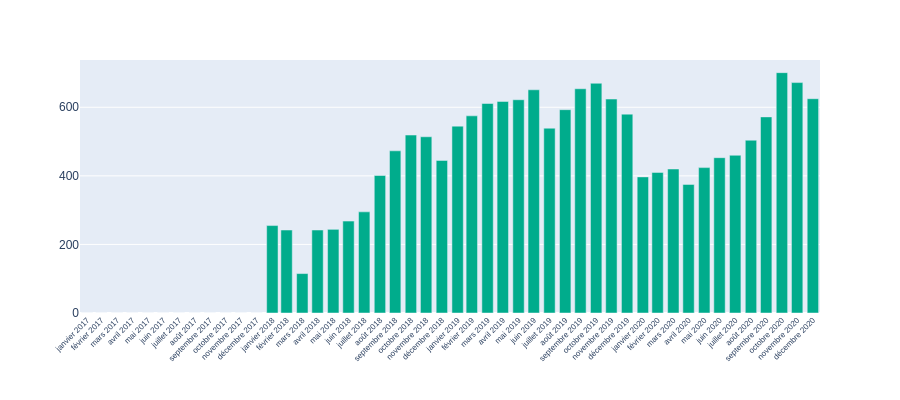 600
400
200
0
janvier 2017
février 2017
mars 2017
avril 2017
mai 2017
juin 2017
juillet 2017
août 2017
septembre 2017
octobre 2017
novembre 2017
décembre 2017
janvier 2018
février 2018
mars 2018
avril 2018
mai 2018
juin 2018
juillet 2018
août 2018
septembre 2018
octobre 2018
novembre 2018
décembre 2018
janvier 2019
février 2019
mars 2019
avril 2019
mai 2019
juin 2019
juillet 2019
août 2019
septembre 2019
octobre 2019
novembre 2019
décembre 2019
janvier 2020
février 2020
mars 2020
avril 2020
mai 2020
juin 2020
juillet 2020
août 2020
septembre 2020
octobre 2020
novembre 2020
décembre 2020